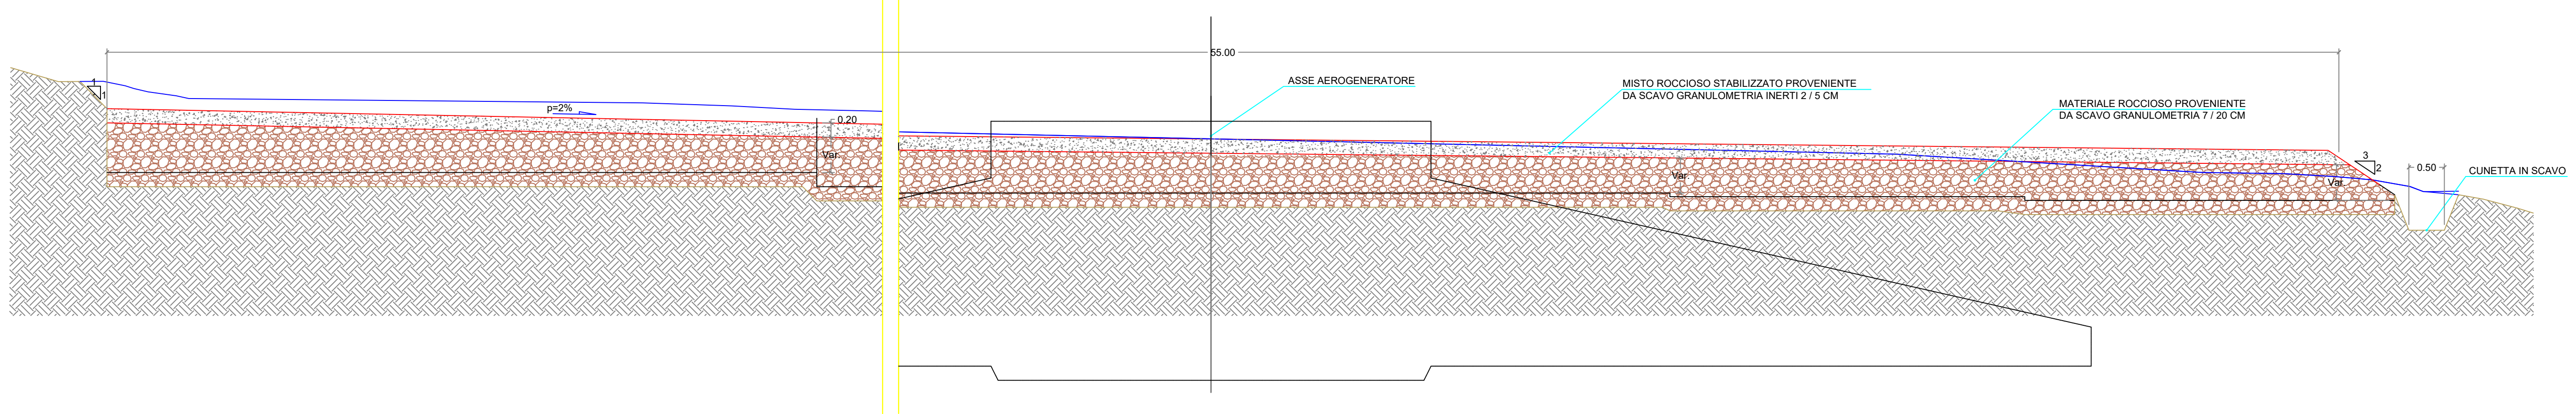 55.00
ASSE AEROGENERATORE
MISTO ROCCIOSO STABILIZZATO PROVENIENTE
DA SCAVO GRANULOMETRIA INERTI 2 / 5 CM
MATERIALE ROCCIOSO PROVENIENTE
DA SCAVO GRANULOMETRIA 7 / 20 CM
1
1
p=2%
0,20
Var.
Var.
Var.
3
2
0.50
CUNETTA IN SCAVO